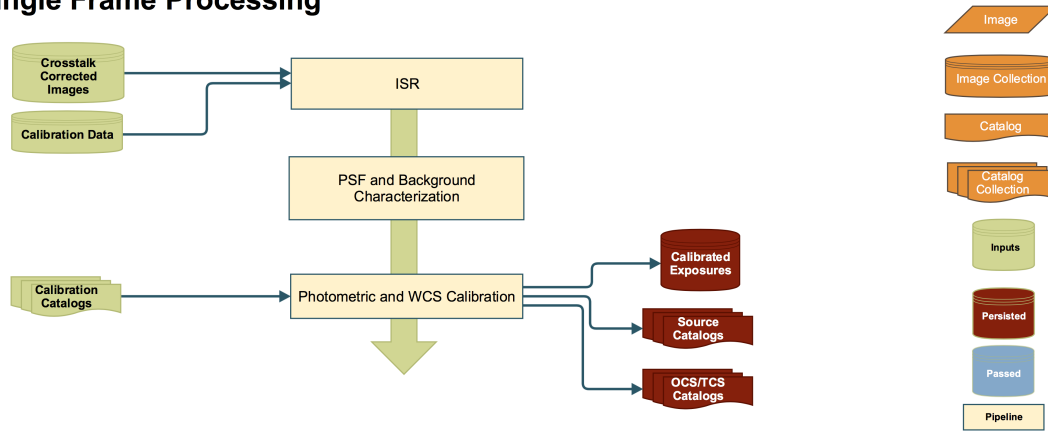 Single Frame Processing
Crosstalk
Corrected
Images
Calibration Data
ISR
PSF and Background
Characterization
Calibration
Catalogs
Photometric and WCS Calibration
Calibrated
Exposures
Source
Catalogs
OCS/TCS
Catalogs
Image
Image Collection
Catalog
Catalog
Collection
Inputs
Persisted
Passed
Pipeline